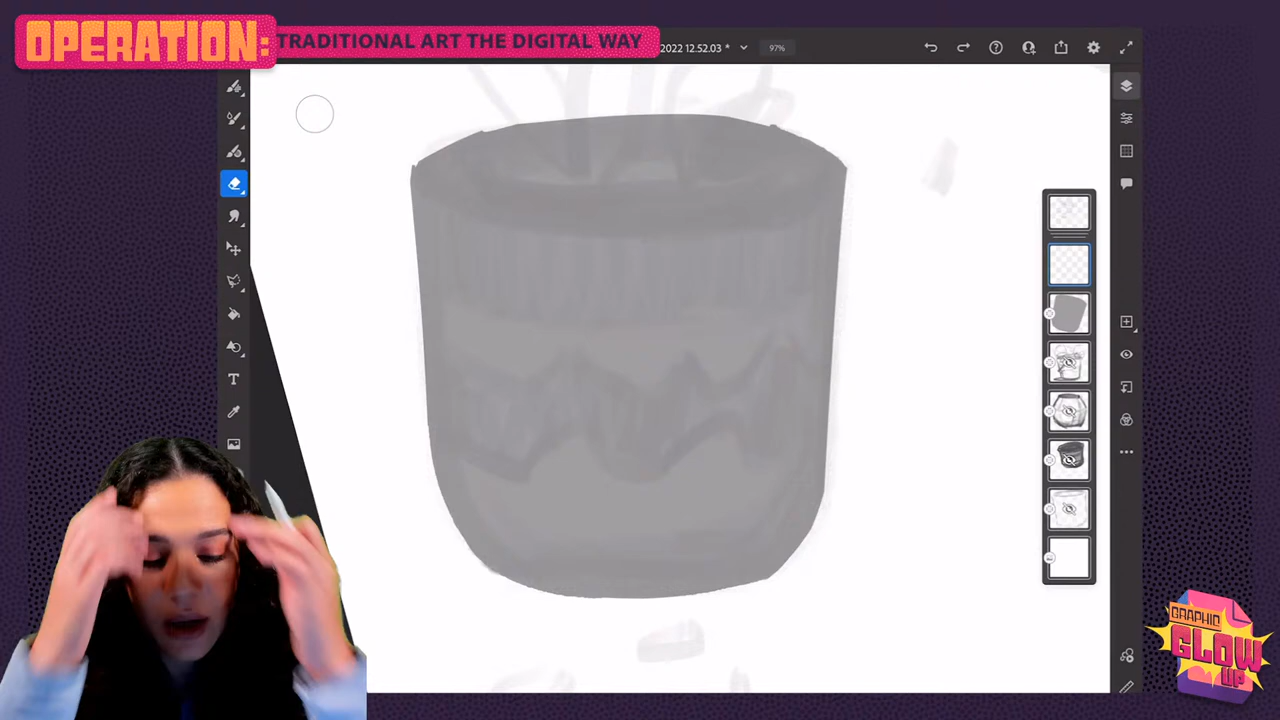 OPERATION:
TRADITIONAL ART THE DIGITAL WAY
2022 12.52.03 *
97%
T
GRAPHIC
GLOW
UP